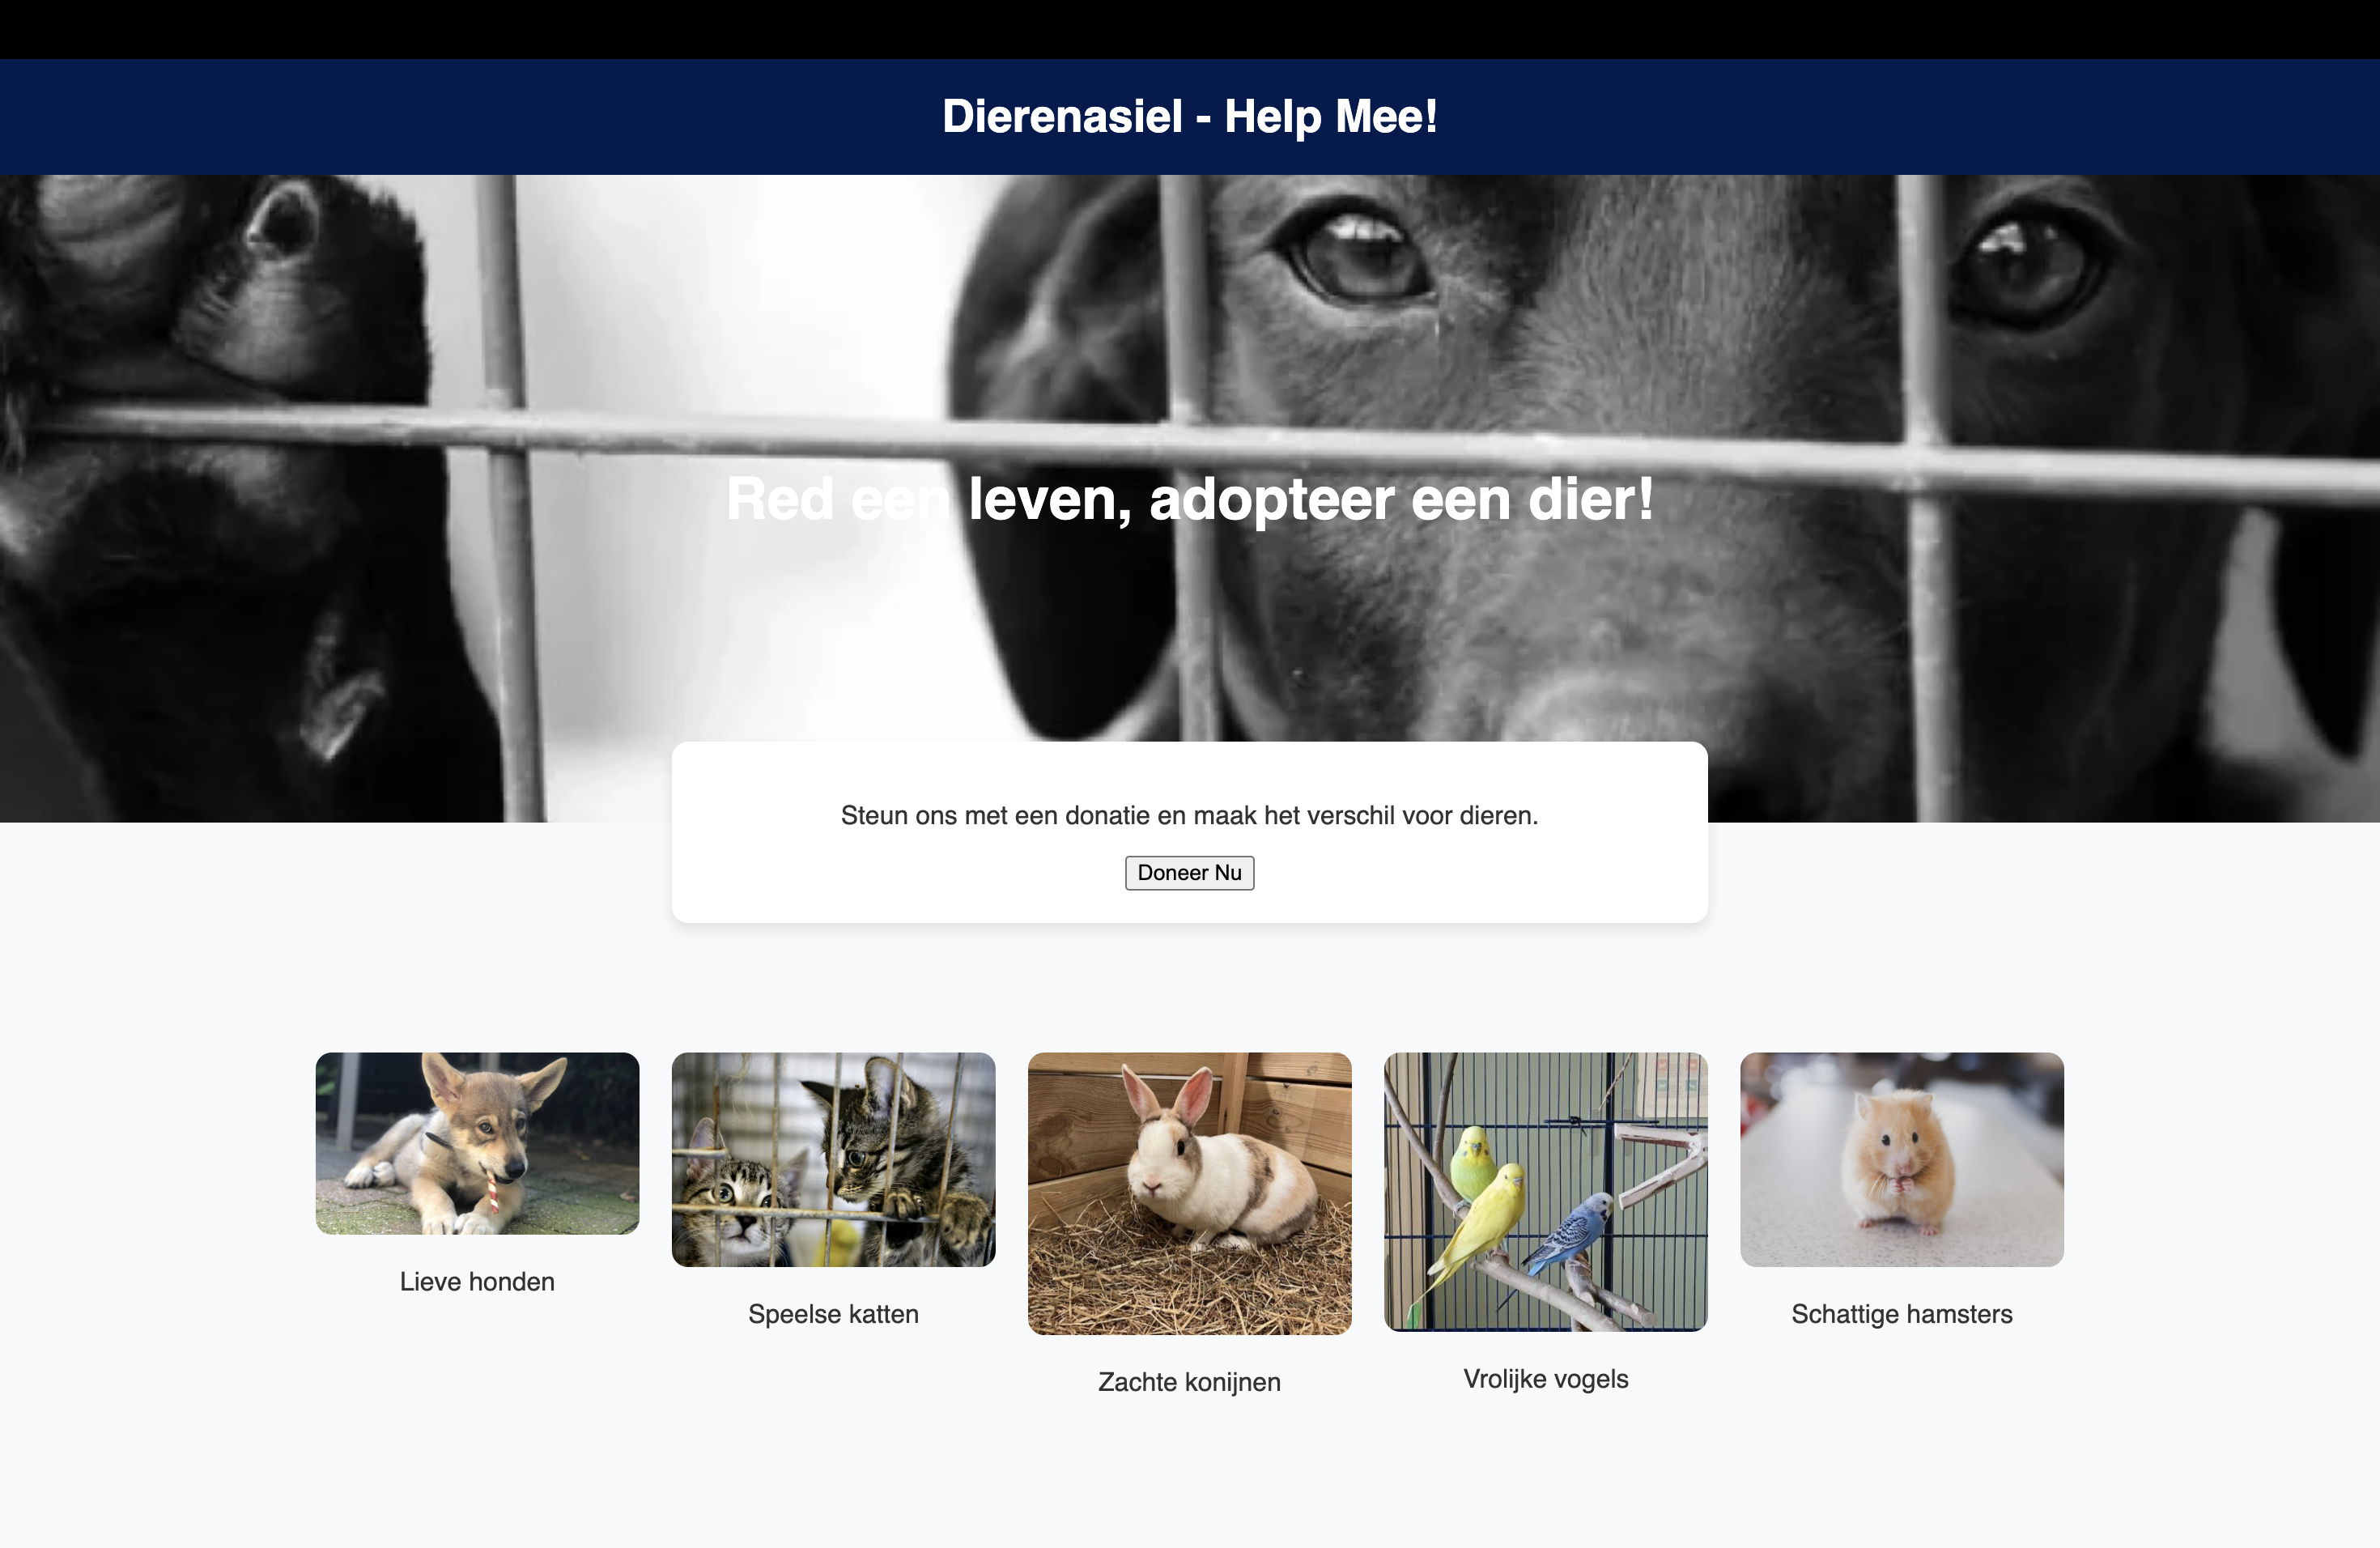 Dierenasiel - Help Mee!
Red een leven, adopteer een dier!
Steun ons met een donatie en maak het verschil voor dieren.
Doneer Nu
Lieve honden
Speelse katten
Zachte konijnen
Vrolijke vogels
Schattige hamsters